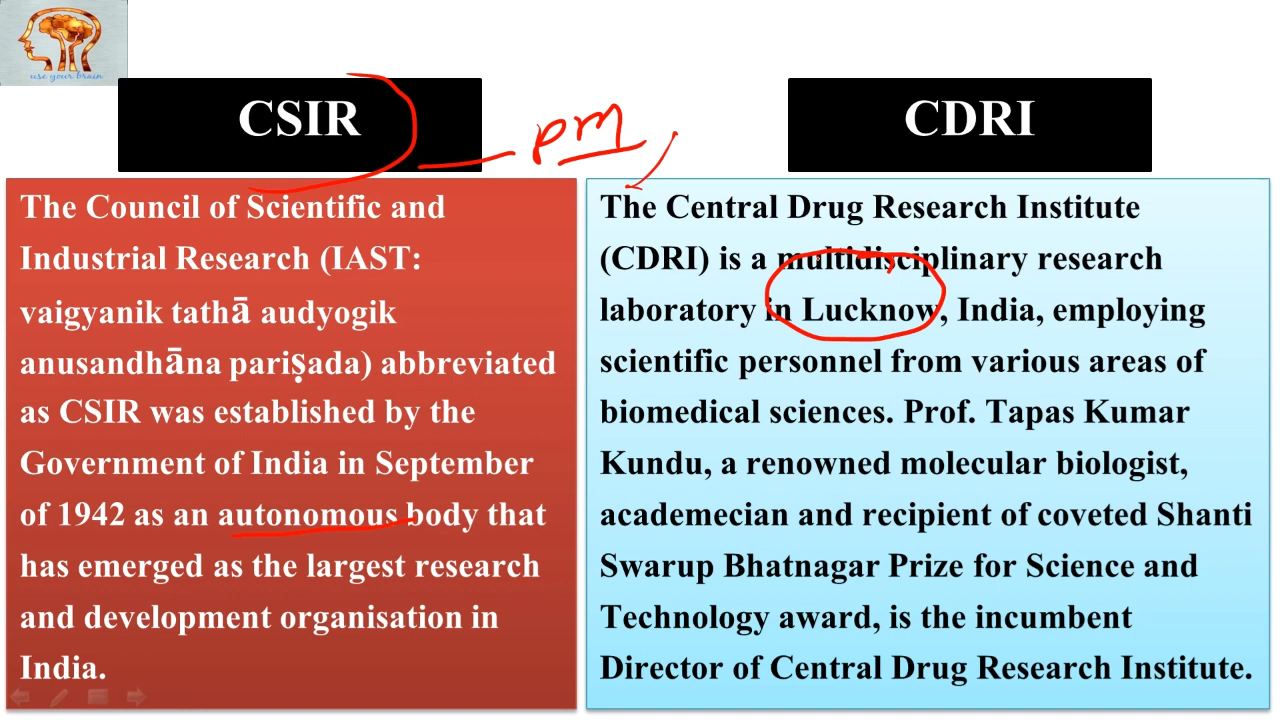 use your brain
CSIR
pm
CDRI
The Council of Scientific and
Industrial Research (IAST:
vaigyanik tathā audyogik
anusandhāna pariṣada) abbreviated
as CSIR was established by the
Government of India in September
of 1942 as an autonomous body that
has emerged as the largest research
and development organisation in
India.
The Central Drug Research Institute
(CDRI) is a multidisciplinary research
laboratory in Lucknow, India, employing
scientific personnel from various areas of
biomedical sciences. Prof. Tapas Kumar
Kundu, a renowned molecular biologist,
academecian and recipient of coveted Shanti
Swarup Bhatnagar Prize for Science and
Technology award, is the incumbent
Director of Central Drug Research Institute.